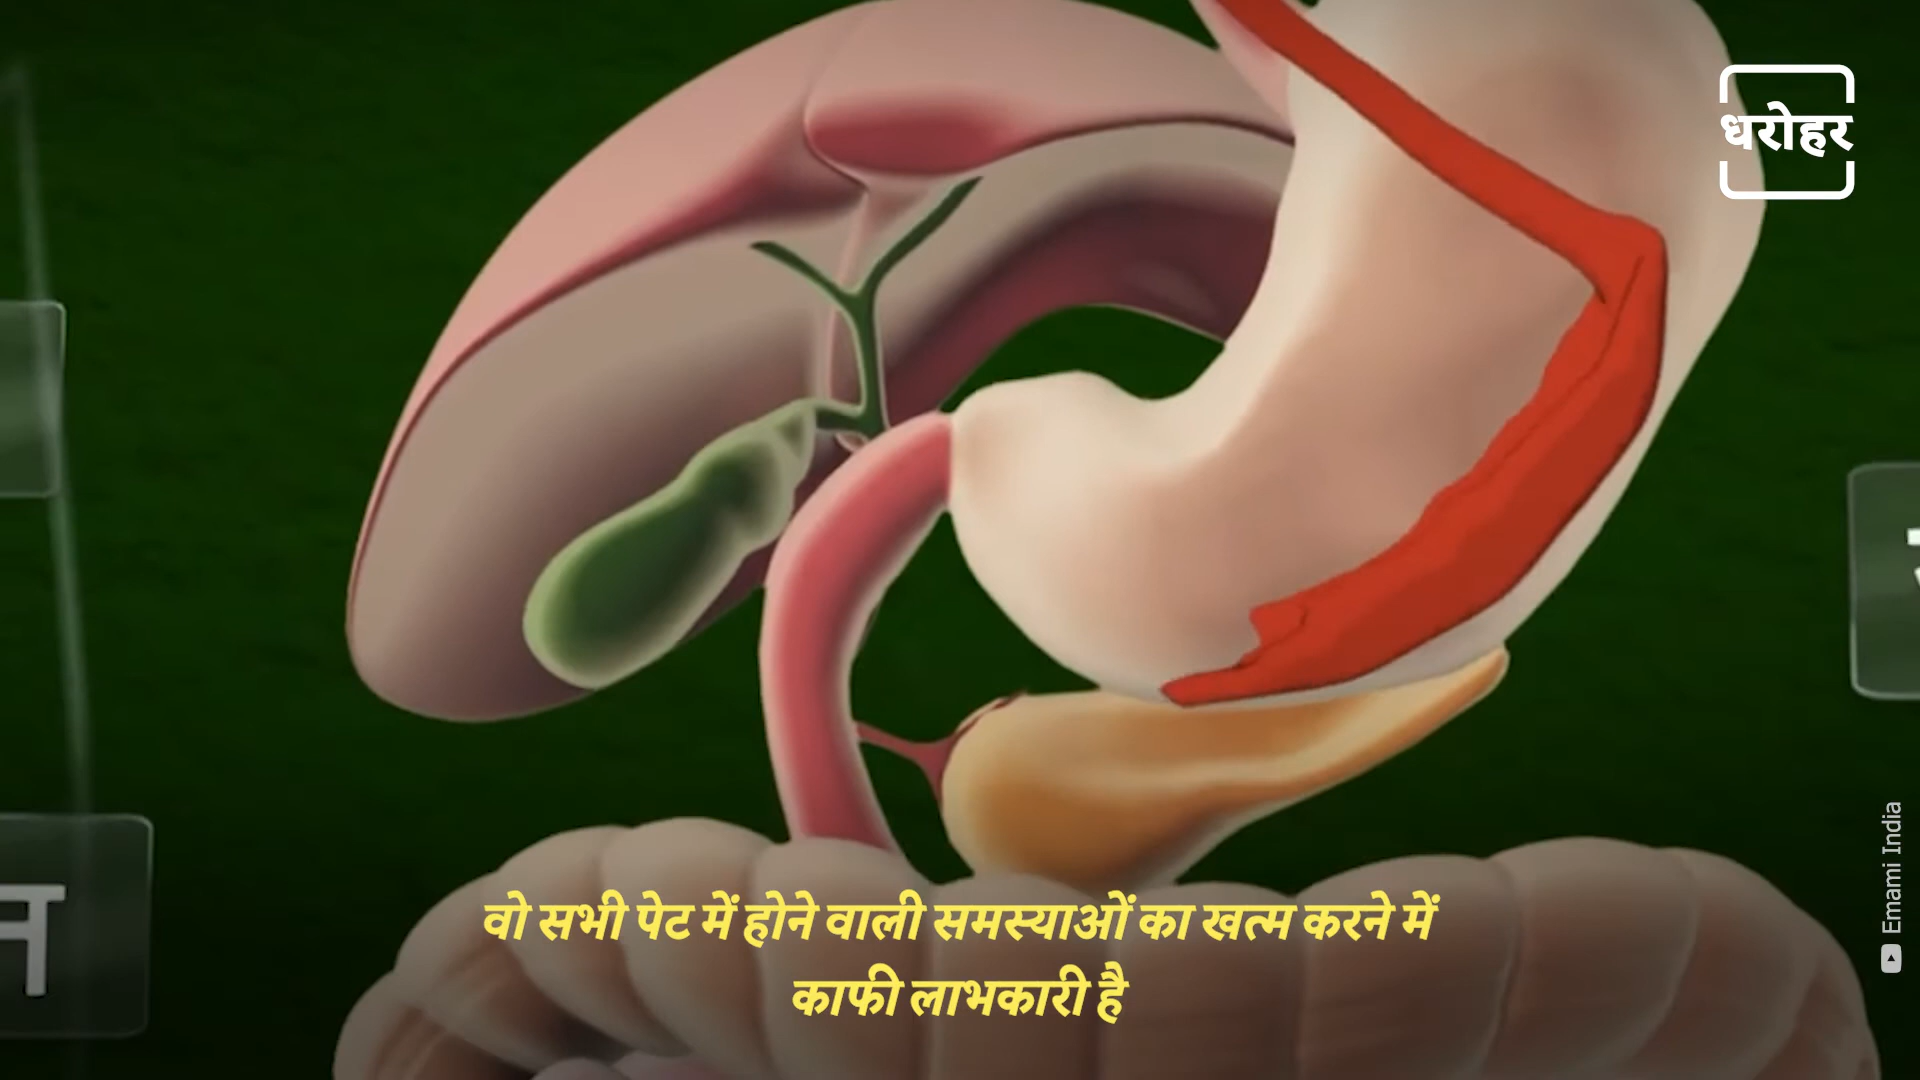 धरोहर
Emami India
वो सभी पेट में होने वाली समस्याओं का खत्म करने में
काफी लाभकारी है